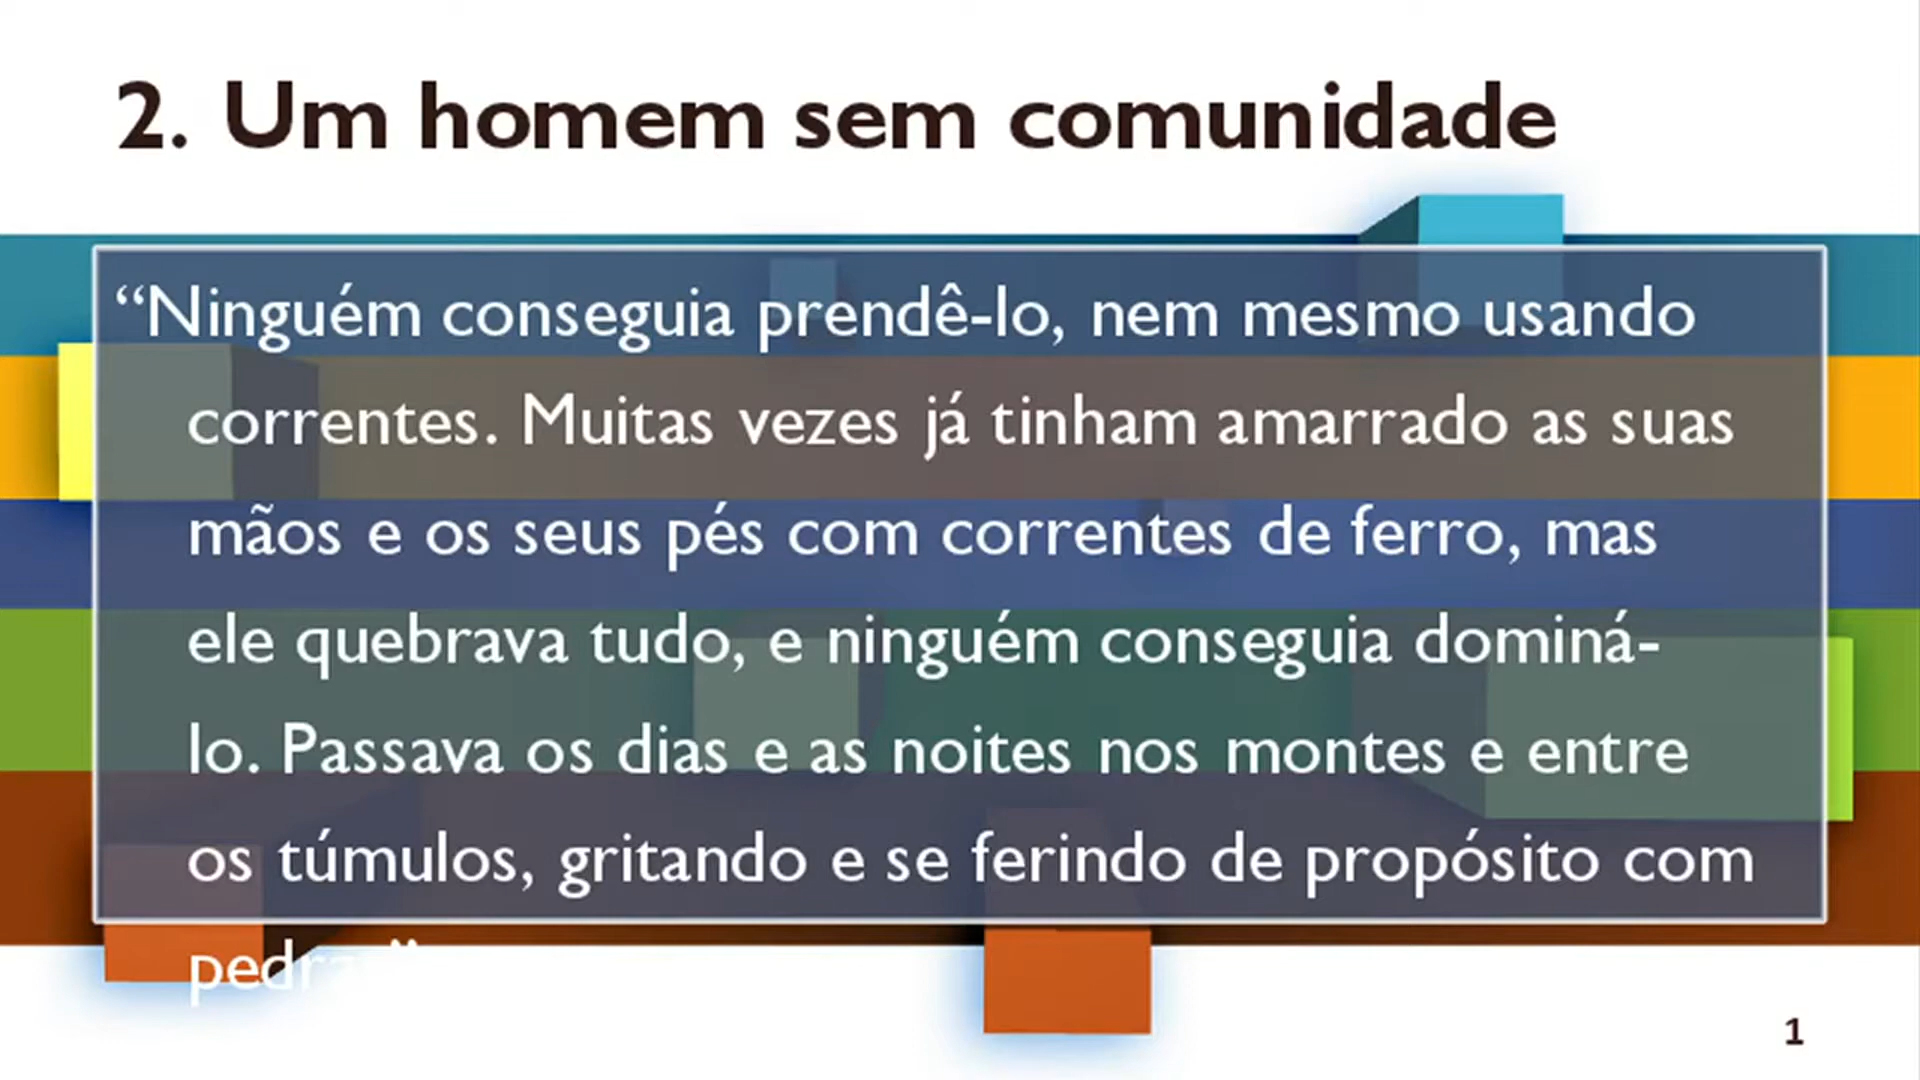 2. Um homem sem comunidade
“Ninguém conseguia prendê-lo, nem mesmo usando
correntes. Muitas vezes já tinham amarrado as suas
mãos e os seus pés com correntes de ferro, mas
ele quebrava tudo, e ninguém conseguia dominá-
lo. Passava os dias e as noites nos montes e entre
os túmulos, gritando e se ferindo de propósito com
1